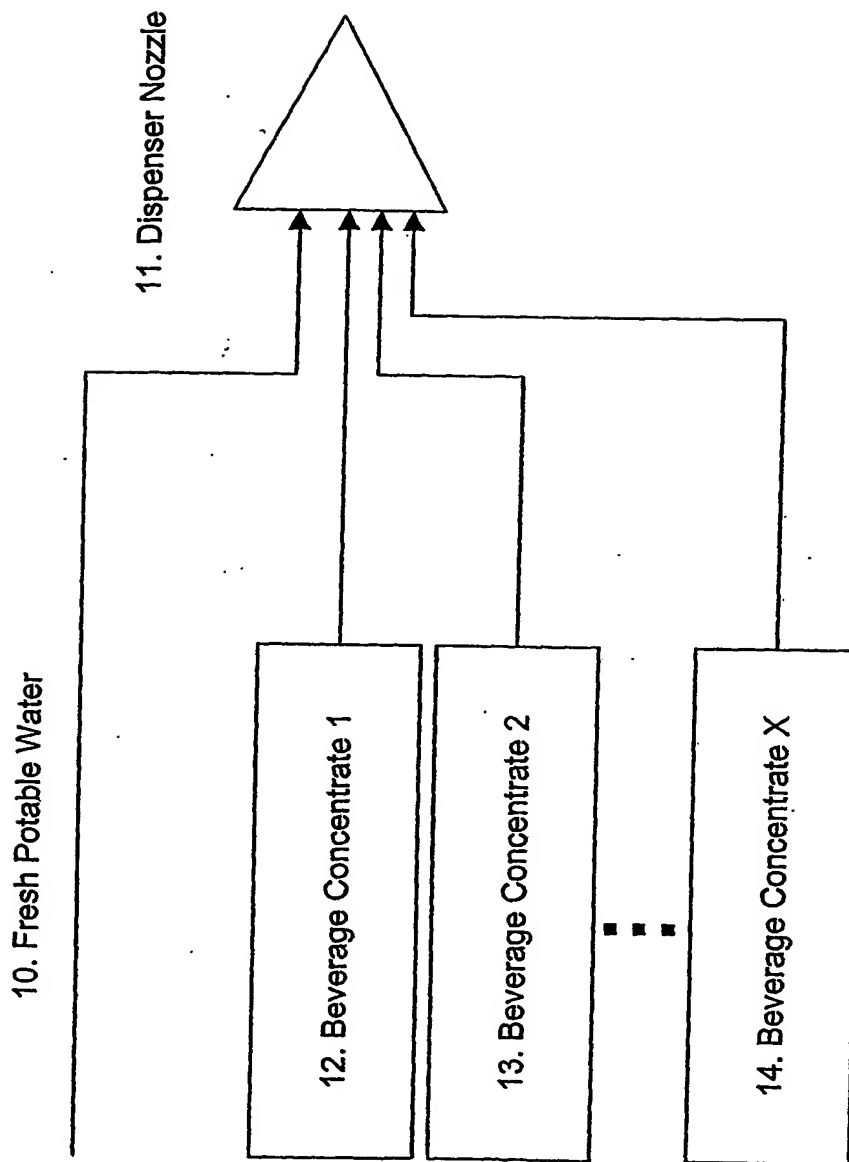 10. Fresh Potable Water
11. Dispenser Nozzle
12. Beverage Concentrate 1
13. Beverage Concentrate 2
14. Beverage Concentrate X